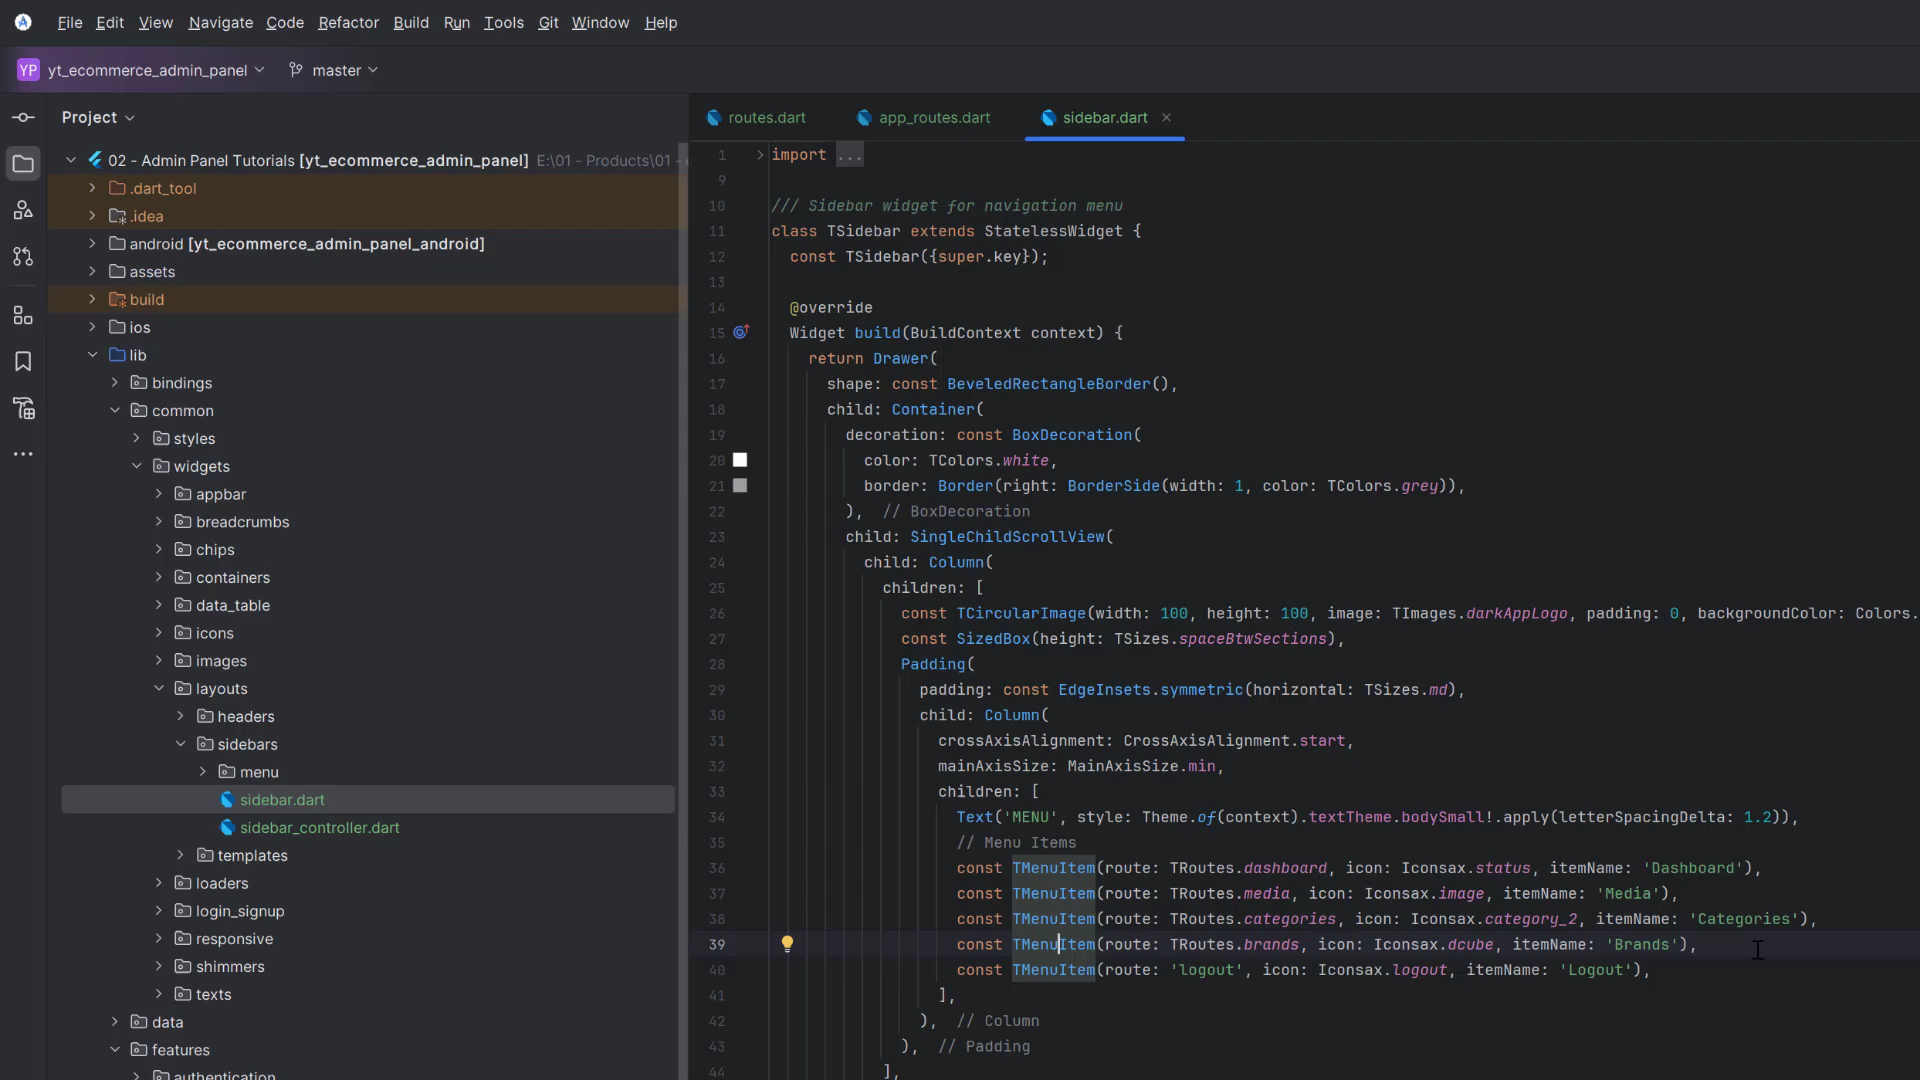 File Edit View Navigate Code Refactor Build Run Tools Git Window Help
YP yt_ecommerce_admin_panel master
Project
routes.dart app_routes.dart sidebar.dart
02 - Admin Panel Tutorials [yt_ecommerce_admin_panel] E:\01 - Products\01 -
.dart_tool
.idea
android [yt_ecommerce_admin_panel_android]
assets
build
ios
lib
bindings
common
styles
widgets
appbar
breadcrumbs
chips
containers
data_table
icons
images
layouts
headers
sidebars
menu
sidebar.dart
sidebar_controller.dart
templates
loaders
login_signup
responsive
shimmers
texts
data
features
authentication
1 import ...
9
10 /// Sidebar widget for navigation menu
11 class TSidebar extends StatelessWidget {
12 const TSidebar({super.key});
13
14 @override
15 Widget build(BuildContext context) {
16 return Drawer(
17 shape: const BeveledRectangleBorder(),
18 child: Container(
19 decoration: const BoxDecoration(
20 color: TColors.white,
21 border: Border(right: BorderSide(width: 1, color: TColors.grey)),
22 ), // BoxDecoration
23 child: SingleChildScrollView(
24 child: Column(
25 children: [
26 const TCircularImage(width: 100, height: 100, image: TImages.darkAppLogo, padding: 0, backgroundColor: Colors.
27 const SizedBox(height: TSizes.spaceBtwSections),
28 Padding(
29 padding: const EdgeInsets.symmetric(horizontal: TSizes.md),
30 child: Column(
31 crossAxisAlignment: CrossAxisAlignment.start,
32 mainAxisSize: MainAxisSize.min,
33 children: [
34 Text('MENU', style: Theme.of(context).textTheme.bodySmall!.apply(letterSpacingDelta: 1.2)),
35 // Menu Items
36 const TMenuItem(route: TRoutes.dashboard, icon: Iconsax.status, itemName: 'Dashboard'),
37 const TMenuItem(route: TRoutes.media, icon: Iconsax.image, itemName: 'Media'),
38 const TMenuItem(route: TRoutes.categories, icon: Iconsax.category_2, itemName: 'Categories'),
39 const TMenuItem(route: TRoutes.brands, icon: Iconsax.dcube, itemName: 'Brands'),
40 const TMenuItem(route: 'logout', icon: Iconsax.logout, itemName: 'Logout'),
41 ],
42 ), // Column
43 ), // Padding
44 ],